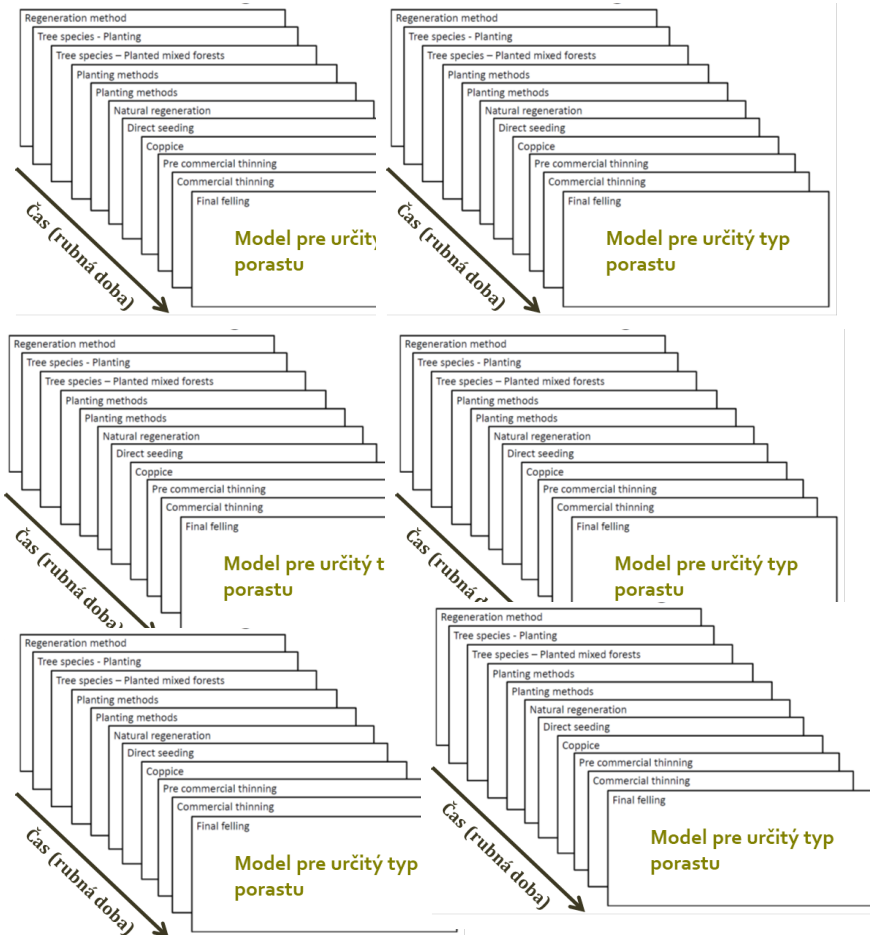 Regeneration method
Tree species - Planting
Tree species – Planted mixed forests
Planting methods
Planting methods
Natural regeneration
Direct seeding
Coppice
Pre commercial thinning
Commercial thinning
Final felling
Model pre určitý
porastu
Čas (rubná doba)
Regeneration method
Tree species - Planting
Tree species – Planted mixed forests
Planting methods
Planting methods
Natural regeneration
Direct seeding
Coppice
Pre commercial thinning
Commercial thinning
Final felling
Model pre určitý typ
porastu
Čas (rubná doba)
Regeneration method
Tree species - Planting
Tree species – Planted mixed forests
Planting methods
Planting methods
Natural regeneration
Direct seeding
Coppice
Pre commercial thinning
Commercial thinning
Final felling
Model pre určitý t
porastu
Čas (rubná doba)
Regeneration method
Tree species - Planting
Tree species – Planted mixed forests
Planting methods
Planting methods
Natural regeneration
Direct seeding
Coppice
Pre commercial thinning
Commercial thinning
Final felling
Model pre určitý typ
porastu
Čas (rubná
Regeneration method
Tree species - Planting
Tree species – Planted mixed forests
Planting methods
Planting methods
Natural regeneration
Direct seeding
Coppice
Pre commercial thinning
Commercial thinning
Final felling
Model pre určitý typ
porastu
Čas (rubná doba)
Regeneration method
Tree species - Planting
Tree species – Planted mixed forests
Planting methods
Planting methods
Natural regeneration
Direct seeding
Coppice
Pre commercial thinning
Commercial thinning
Final felling
Model pre určitý typ
porastu
Čas (rubná doba)